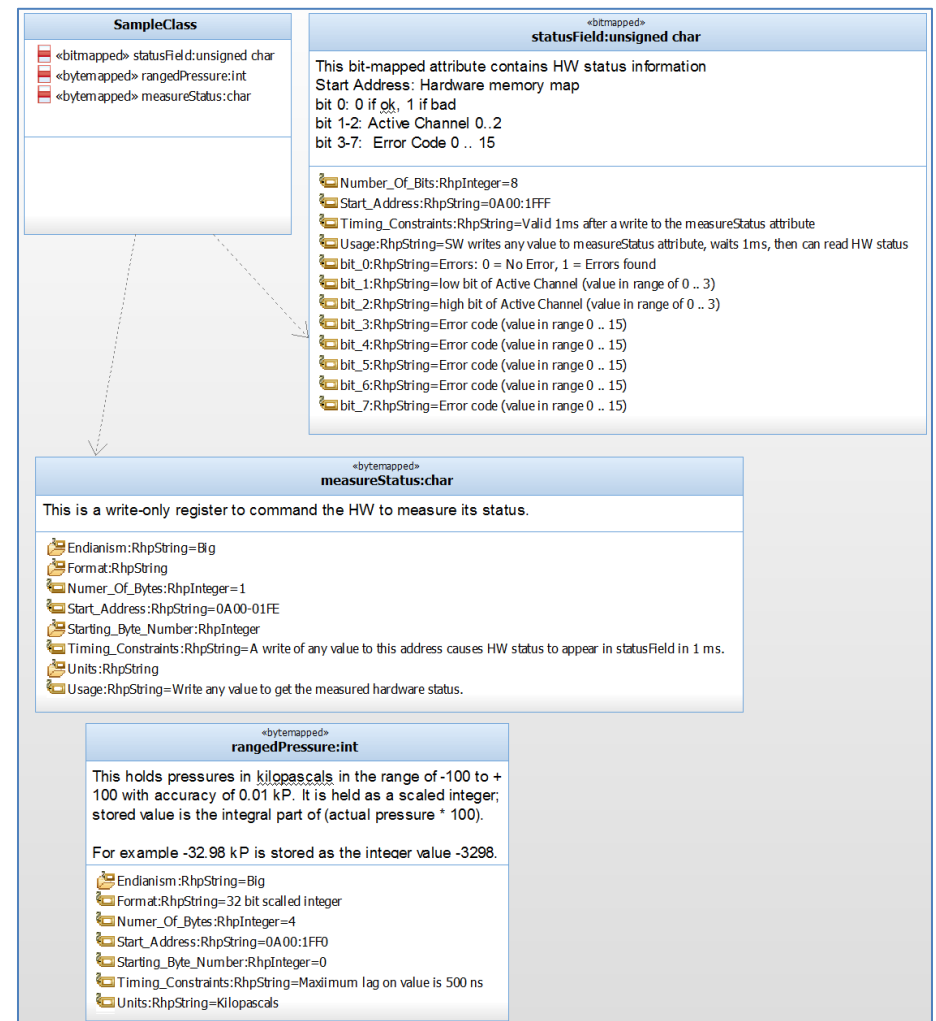 SampleClass
«bitmapped» statusField:unsigned char
«bytemapped» rangedPressure:int
«bytemapped» measureStatus:char
«bitmapped»
statusField:unsigned char
This bit-mapped attribute contains HW status information
Start Address: Hardware memory map
bit 0: 0 if ok, 1 if bad
bit 1-2: Active Channel 0..2
bit 3-7:  Error Code 0 .. 15
Number_Of_Bits:RhpInteger=8
Start_Address:RhpString=0A00:1FFF
Timing_Constraints:RhpString=Valid 1ms after a write to the measureStatus attribute
Usage:RhpString=SW writes any value to measureStatus attribute, waits 1ms, then can read HW status
bit_0:RhpString=Errors: 0 = No Error, 1 = Errors found
bit_1:RhpString=low bit of Active Channel (value in range of 0 .. 3)
bit_2:RhpString=high bit of Active Channel (value in range of 0 .. 3)
bit_3:RhpString=Error code (value in range 0 .. 15)
bit_4:RhpString=Error code (value in range 0 .. 15)
bit_5:RhpString=Error code (value in range 0 .. 15)
bit_6:RhpString=Error code (value in range 0 .. 15)
bit_7:RhpString=Error code (value in range 0 .. 15)
«bytemapped»
measureStatus:char
This is a write-only register to command the HW to measure its status.
Endianism:RhpString=Big
Format:RhpString
Numer_Of_Bytes:RhpInteger=1
Start_Address:RhpString=0A00-01FE
Starting_Byte_Number:RhpInteger
Timing_Constraints:RhpString=A write of any value to this address causes HW status to appear in statusField in 1 ms.
Units:RhpString
Usage:RhpString=Write any value to get the measured hardware status.
«bytemapped»
rangedPressure:int
This holds pressures in kilopascals in the range of -100 to +
100 with accuracy of 0.01 kP. It is held as a scaled integer;
stored value is the integral part of (actual pressure * 100).
For example -32.98 kP is stored as the integer value -3298.
Endianism:RhpString=Big
Format:RhpString=32 bit scalled integer
Numer_Of_Bytes:RhpInteger=4
Start_Address:RhpString=0A00:1FF0
Starting_Byte_Number:RhpInteger=0
Timing_Constraints:RhpString=Maxiimum lag on value is 500 ns
Units:RhpString=Kilopascals